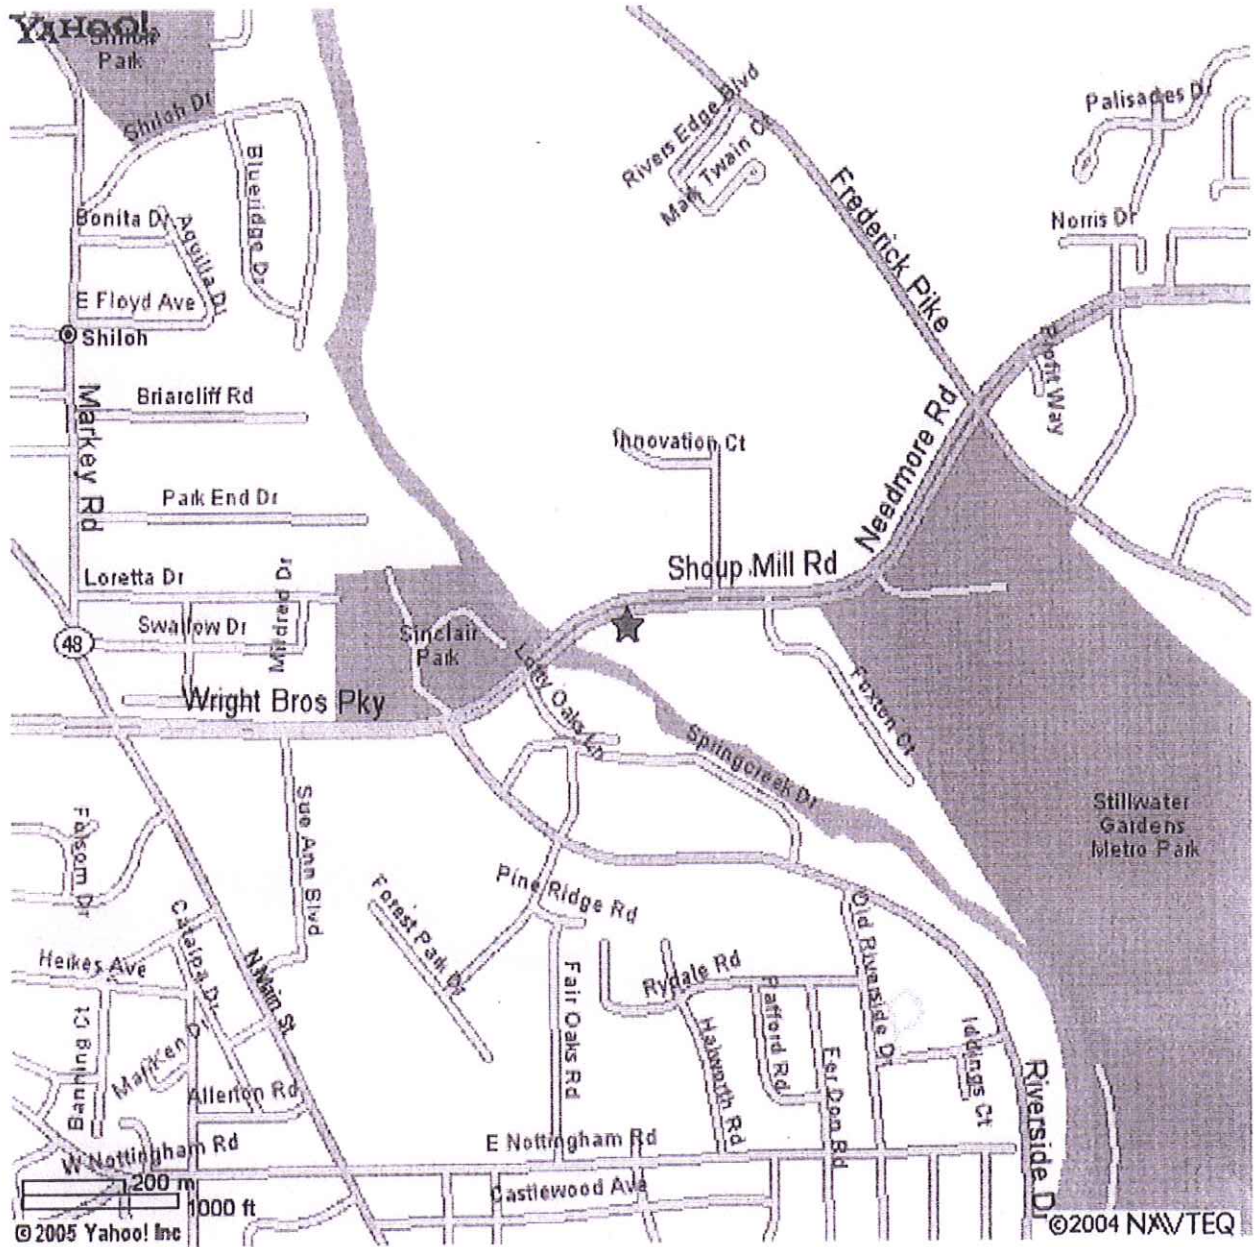 YAHOO!
Shiloh
Park
Shiloh Dr
Rivers Edge Blvd
Mark Twain Ct
Palisades Dr
Blueridge Dr
Bonita Dr
Aquilla Dr
Frederick Pike
Norris Dr
E Floyd Ave
Shiloh
Profit Way
Markey Rd
Briarcliff Rd
Innovation Ct
Needmore Rd
Park End Dr
Shoup Mill Rd
Loretta Dr
Mildred Dr
Swallow Dr
48
Sinclair
Park
Lofty Oaks Ln
Foxton Ct
Wright Bros Pky
Springcreek Dr
Stillwater
Gardens
Metro Park
Folsom Dr
Sue Ann Blvd
Forest Park Dr
Pine Ridge Rd
Catalpa Dr
Old Riverside Dr
Heikes Ave
N Main St
Fair Oaks Rd
Rydale Rd
Halworth Rd
Pafford Rd
Fer Don Rd
Iddings Ct
Banning Ct
Malken D
Allerton Rd
Riverside Dr
W Nottingham Rd
E Nottingham Rd
Castlewood Ave
200 m
1000 ft
©2005 Yahoo! Inc
©2004 NAVTEQ